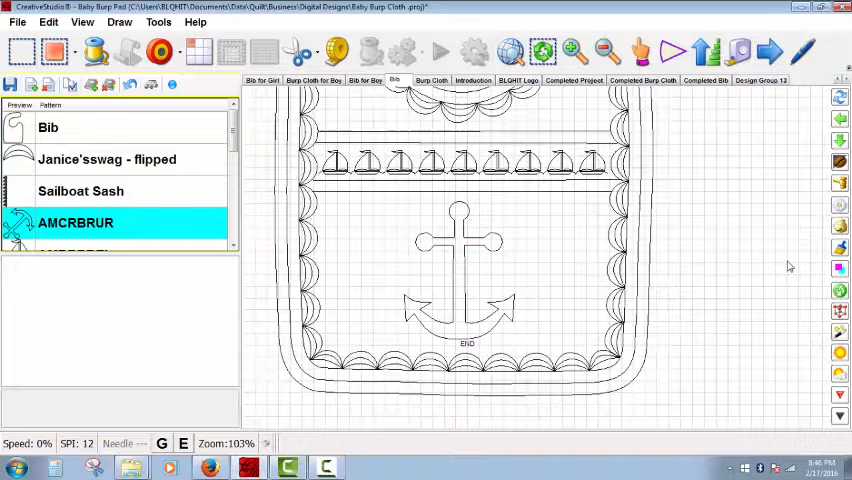 CreativeStudio® - Baby Burp Pad (C:\Users\BLQHIT\Documents\Data\Quilt\Business\Digital Designs\Baby Burp Cloth .proj)*
File Edit View Draw Tools Help
Bib for Girl Burp Cloth for Boy Bib for Boy Bib Burp Cloth Introduction BLQHIT Logo Completed Project Completed Burp Cloth Completed Bib Design Group 13
Preview Pattern
Bib
Janice'sswag - flipped
Sailboat Sash
AMCRBRUR
END
Speed: 0% SPI: 12 Needle --- G E Zoom:103%
8:46 PM
2/17/2016